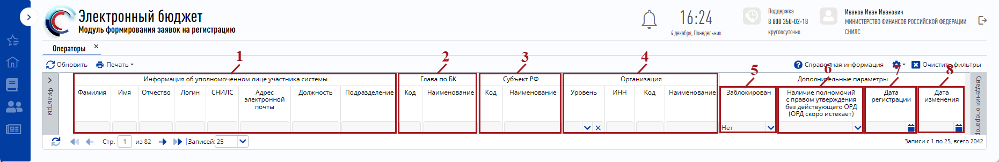 Электронный бюджет
Модуль формирования заявок на регистрацию
16:24
4 декабря, Понедельник
Поддержка
8 800 350-02-18
круглосуточно
Иванов Иван Иванович
МИНИСТЕРСТВО ФИНАНСОВ РОССИЙСКОЙ ФЕДЕРАЦИИ
СНИЛС
Операторы
Обновить Печать
Справочная информация Очистить фильтры
1 2 3 4 5 6 7 8
Фильтры
Информация об уполномоченном лице участника системы Глава по БК Субъект РФ Организация Дополнительные параметры
Фамилия Имя Отчество Логин СНИЛС Адрес электронной почты Должность Подразделение Код Наименование Код Наименование Уровень ИНН Код Наименование Заблокирован Наличие полномочий с правом утверждения без действующего ОРД (ОРД скоро истекает) Дата регистрации Дата изменения
Нет
Сведения оператор
Стр. 1 из 82 Записей: 25
Записи с 1 по 25, всего 2042